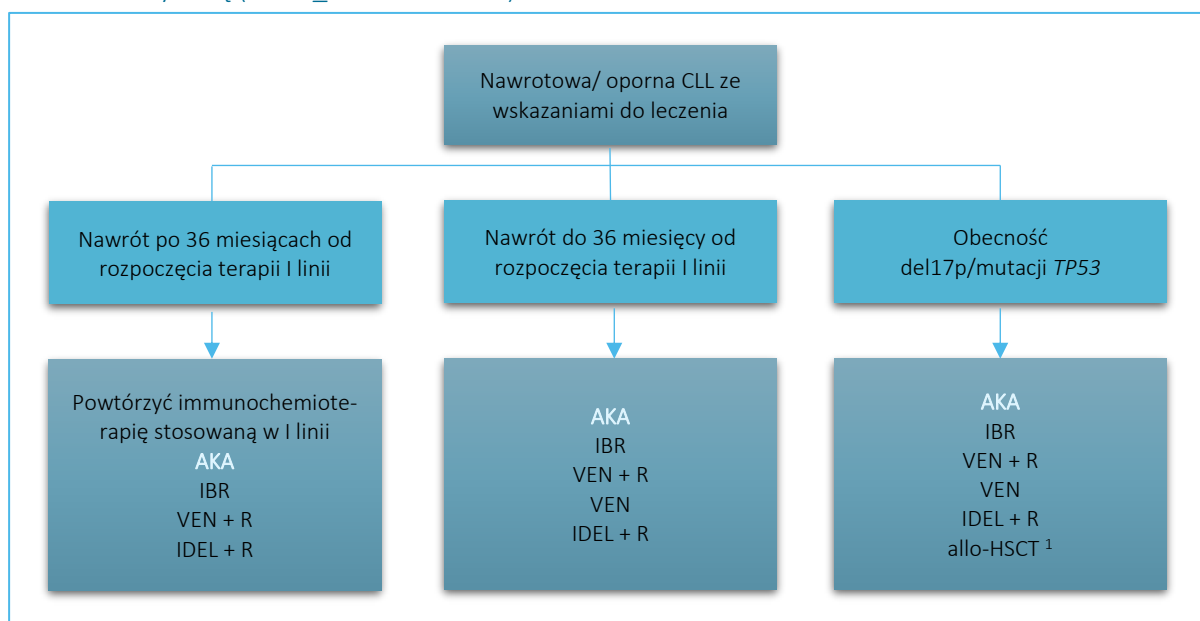 Nawrotowa/ oporna CLL ze
wskazaniami do leczenia
Nawrót po 36 miesiącach od
rozpoczęcia terapii I linii
Nawrót do 36 miesięcy od
rozpoczęcia terapii I linii
Obecność
del17p/mutacji TP53
Powtórzyć immunochemiote-
rapię stosowaną w I linii
AKA
IBR
VEN + R
IDEL + R
AKA
IBR
VEN + R
VEN
IDEL + R
AKA
IBR
VEN + R
VEN
IDEL + R
allo-HSCT ¹